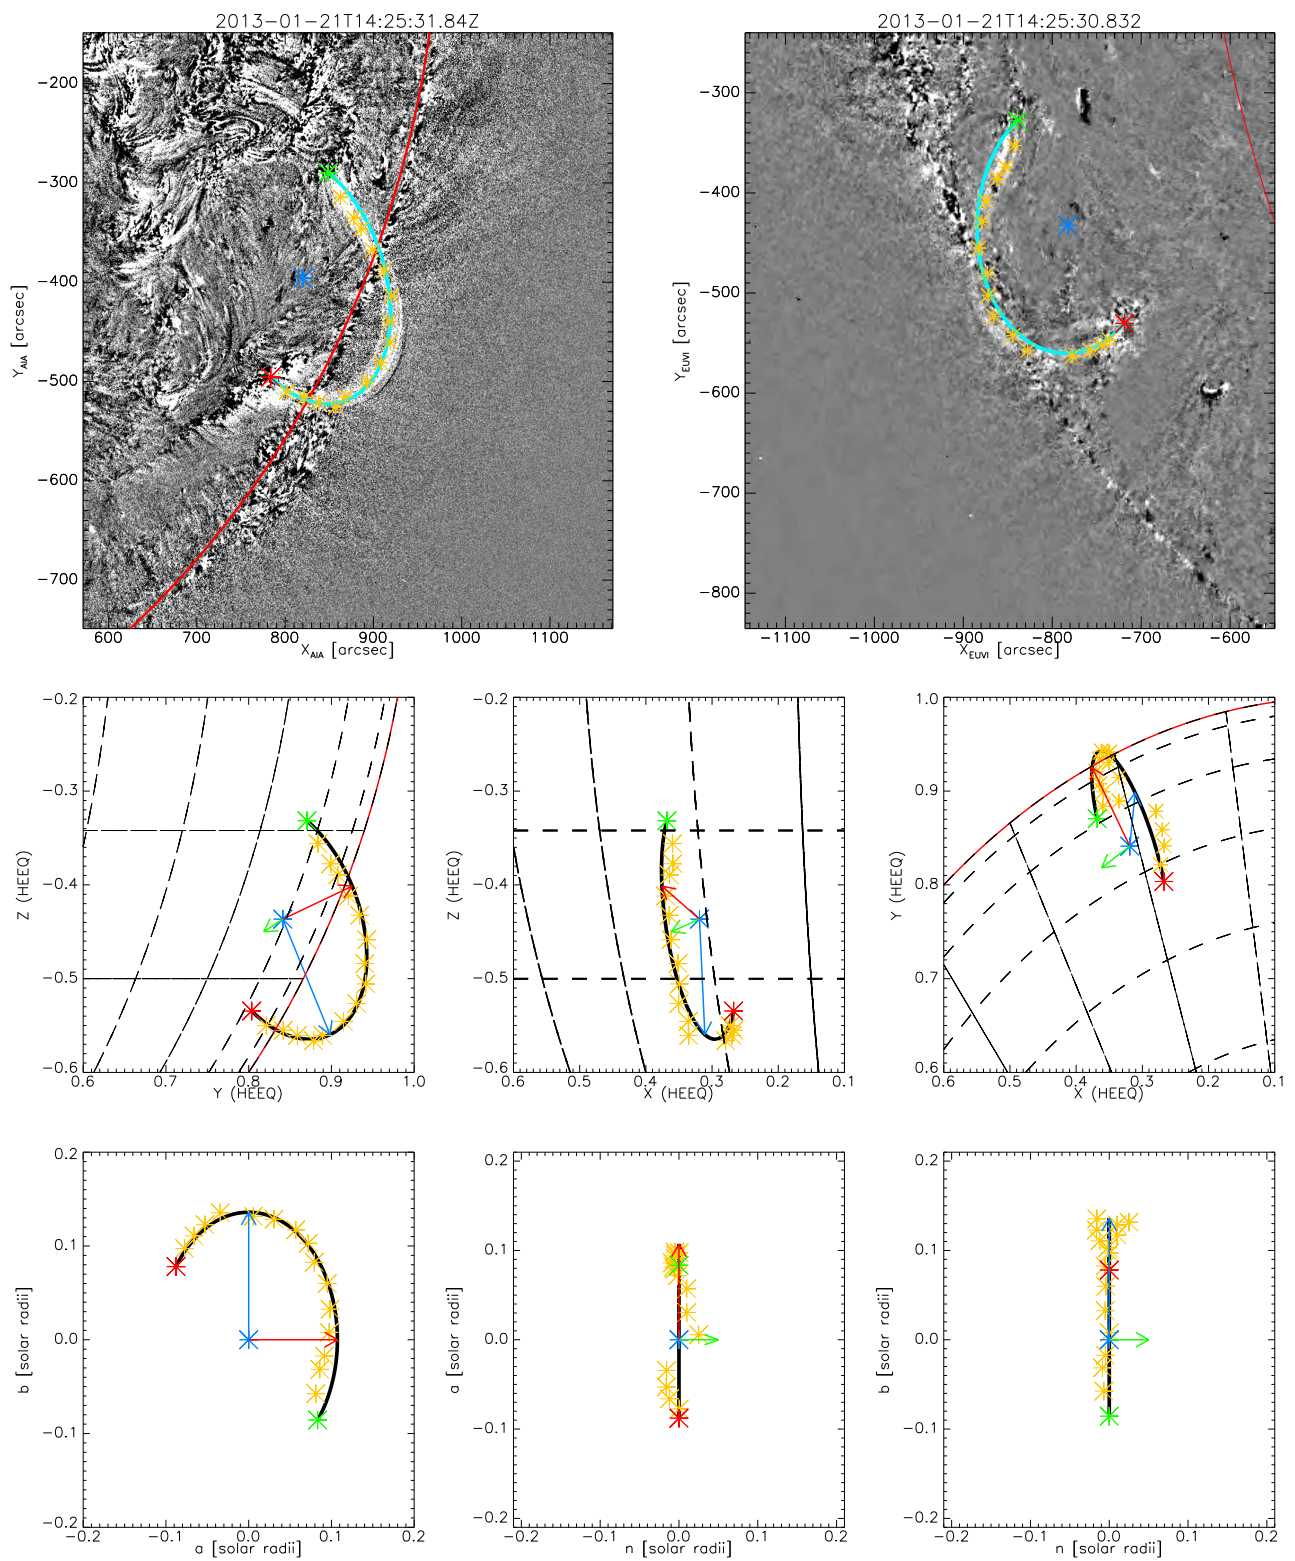 2013-01-21T14:25:31.84Z
2013-01-21T14:25:30.832
-200
-300
-400
-500
-600
-700
Y_AIA [arcsec]
600 700 800 900 1000 1100
X_AIA [arcsec]
-300
-400
-500
-600
-700
-800
Y_EUVI [arcsec]
-1100 -1000 -900 -800 -700 -600
X_EUVI [arcsec]
-0.2
-0.3
-0.4
-0.5
-0.6
Z (HEEQ)
0.6 0.7 0.8 0.9 1.0
Y (HEEQ)
-0.2
-0.3
-0.4
-0.5
-0.6
Z (HEEQ)
0.6 0.5 0.4 0.3 0.2 0.1
X (HEEQ)
1.0
0.9
0.8
0.7
0.6
Y (HEEQ)
0.6 0.5 0.4 0.3 0.2 0.1
X (HEEQ)
0.2
0.1
0.0
-0.1
-0.2
b [solar radii]
-0.2 -0.1 0.0 0.1 0.2
a [solar radii]
0.2
0.1
0.0
-0.1
-0.2
a [solar radii]
-0.2 -0.1 0.0 0.1 0.2
n [solar radii]
0.2
0.1
0.0
-0.1
-0.2
b [solar radii]
-0.2 -0.1 0.0 0.1 0.2
n [solar radii]